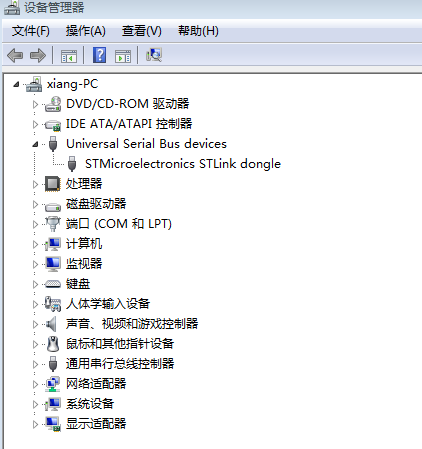 设备管理器
文件(F) 操作(A) 查看(V) 帮助(H)
xiang-PC
DVD/CD-ROM 驱动器
IDE ATA/ATAPI 控制器
Universal Serial Bus devices
STMicroelectronics STLink dongle
处理器
磁盘驱动器
端口 (COM 和 LPT)
计算机
监视器
键盘
人体学输入设备
声音、视频和游戏控制器
鼠标和其他指针设备
通用串行总线控制器
网络适配器
系统设备
显示适配器